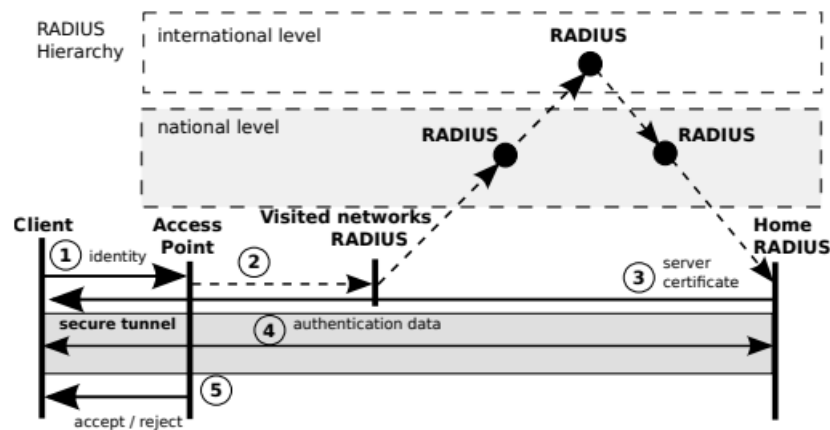 RADIUS
Hierarchy
international level
RADIUS
national level
RADIUS
RADIUS
Client
Access
Point
Visited networks
RADIUS
Home
RADIUS
1 identity
2
3 server
certificate
secure tunnel
4 authentication data
5
accept / reject